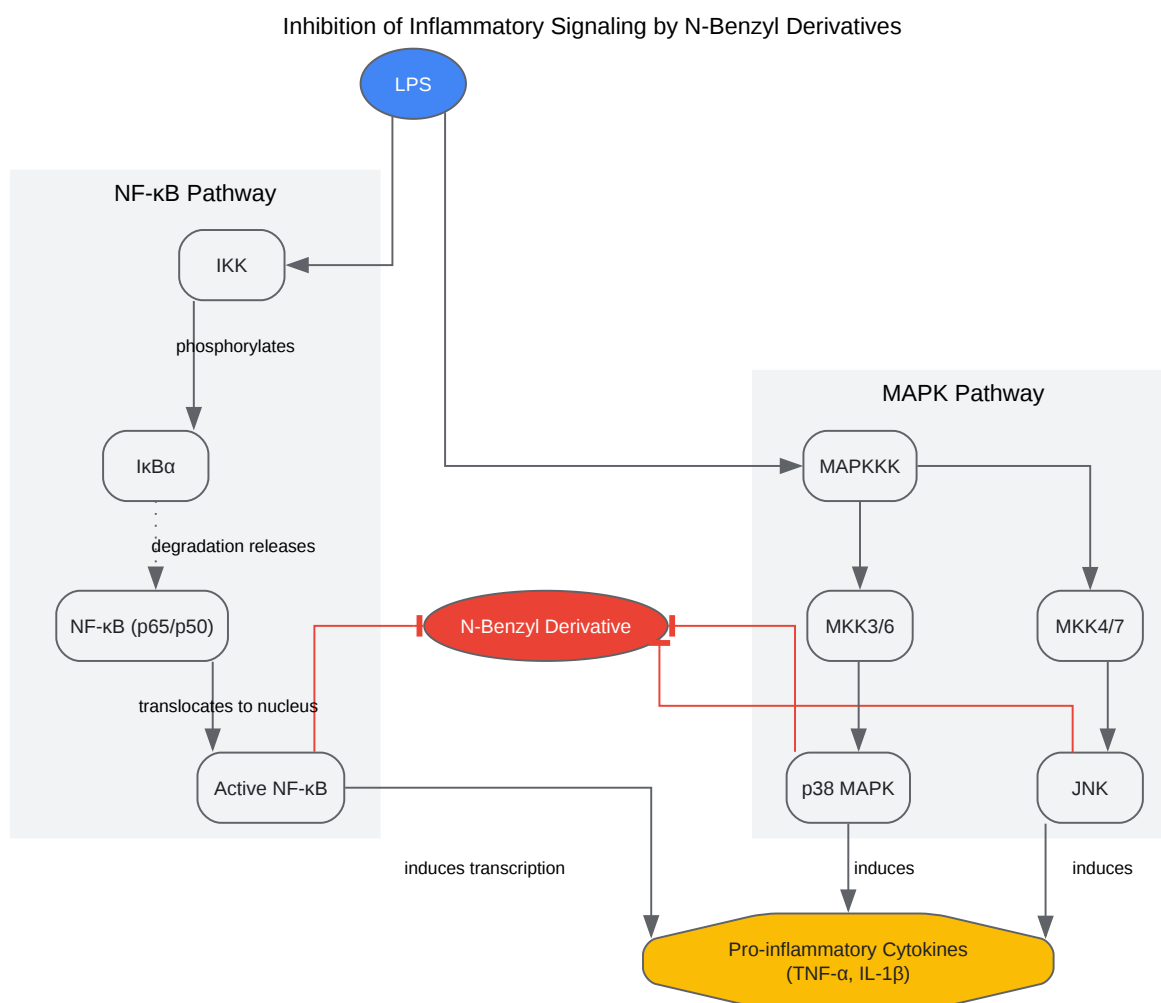 Inhibition of Inflammatory Signaling by N-Benzyl Derivatives
LPS
NF-κB Pathway
IKK
phosphorylates
IκBα
degradation releases
NF-κB (p65/p50)
translocates to nucleus
Active NF-κB
induces transcription
N-Benzyl Derivative
MAPK Pathway
MAPKKK
MKK3/6
MKK4/7
p38 MAPK
JNK
induces
induces
Pro-inflammatory Cytokines
(TNF-α, IL-1β)